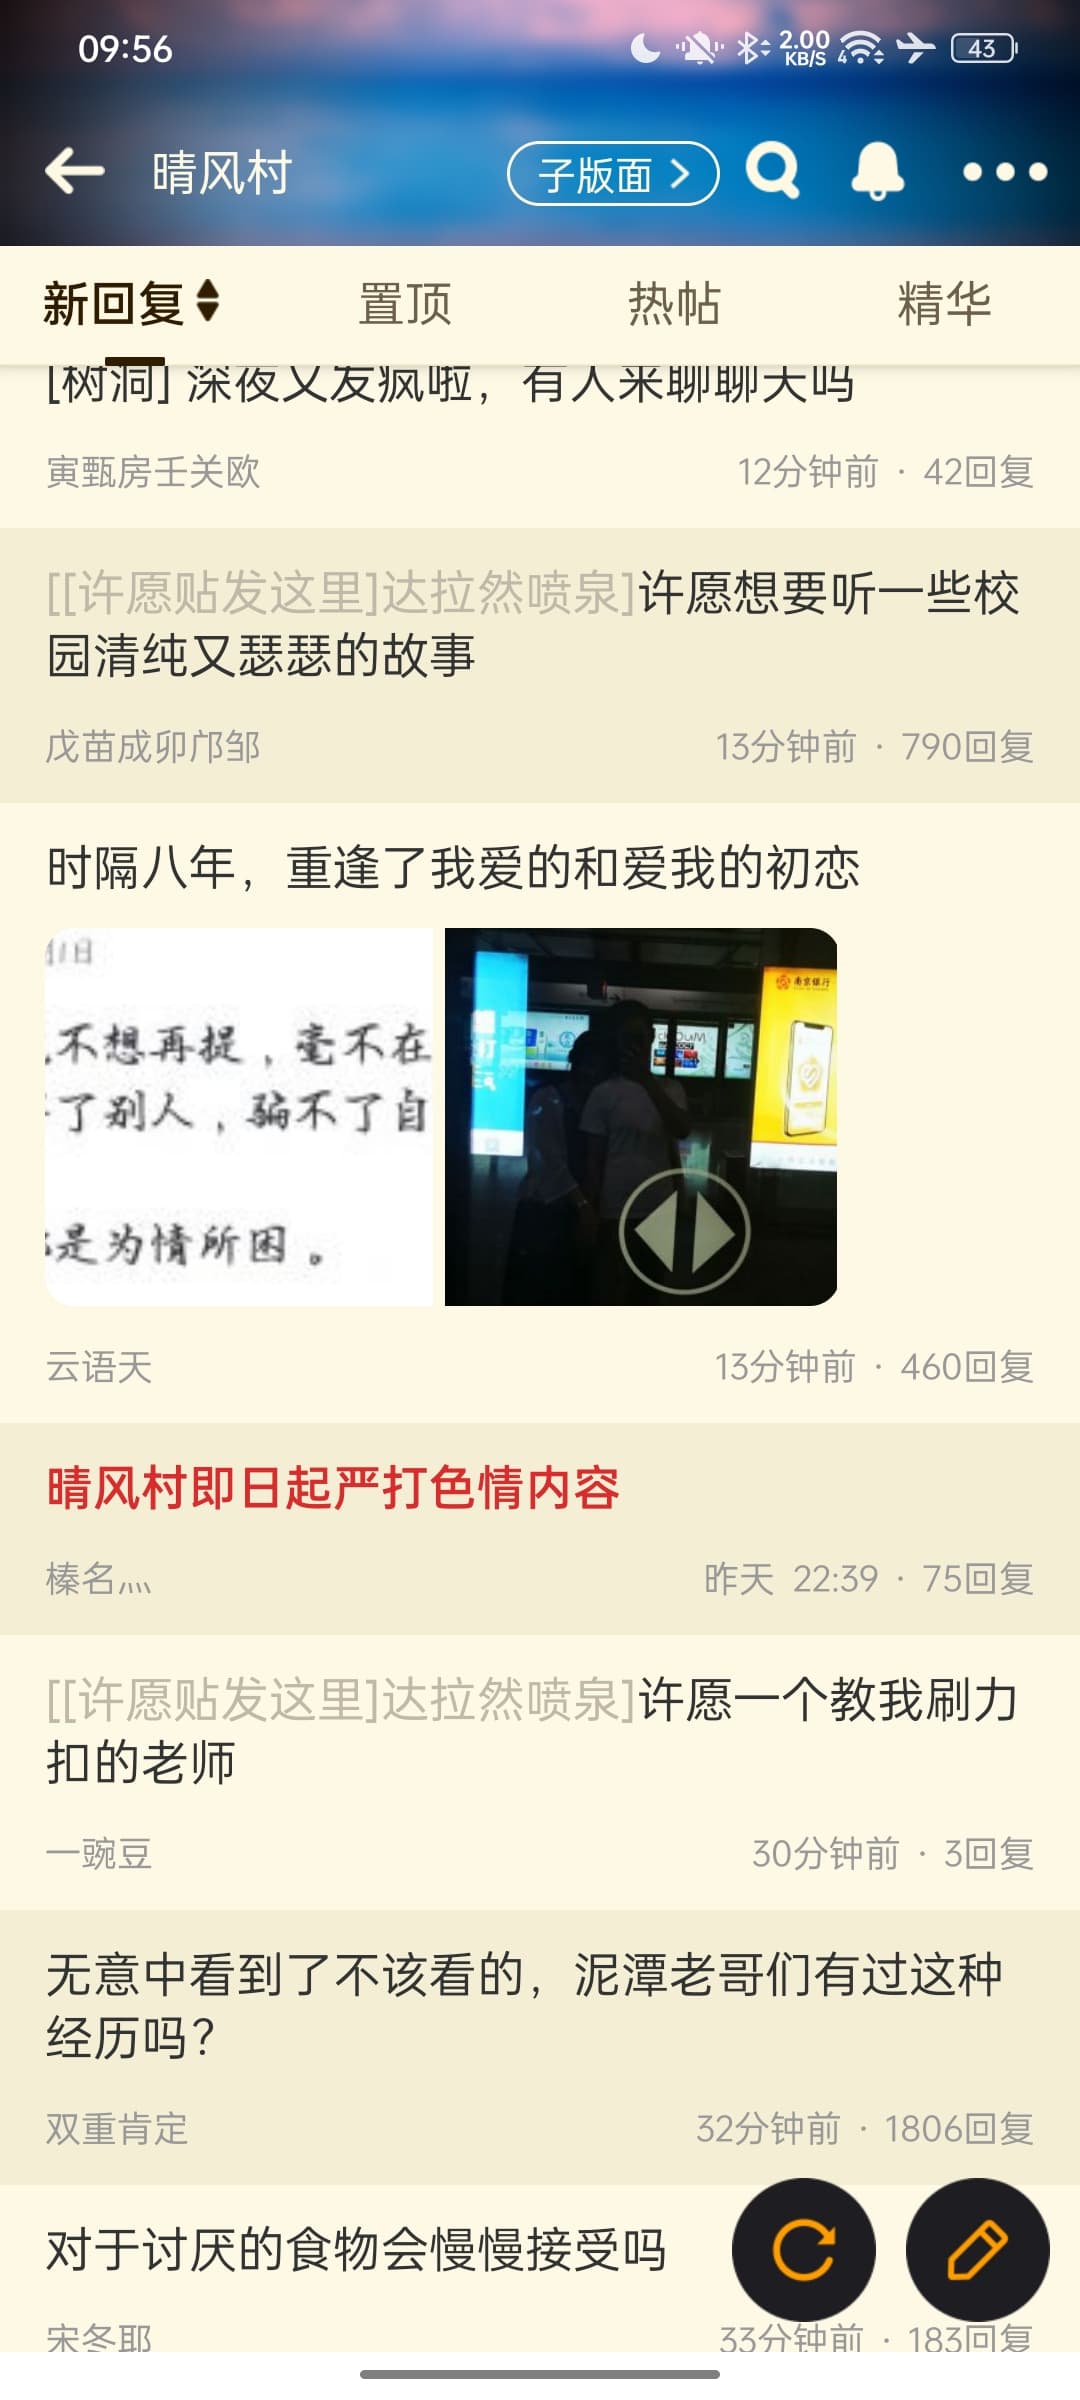 09:56
2.00
KB/S
4
43
晴风村
子版面
新回复
置顶
热帖
精华
[树洞] 深夜又发疯啦，有人来聊聊天吗
寅甄房壬关欧
12分钟前 · 42回复
[[许愿贴发这里]达拉然喷泉]许愿想要听一些校
园清纯又瑟瑟的故事
戊苗成卯邝邹
13分钟前 · 790回复
时隔八年，重逢了我爱的和爱我的初恋
1日
不想再提，毫不在
了别人，骗不了自
是为情所困。
南京银行
云语天
13分钟前 · 460回复
晴风村即日起严打色情内容
榛名灬
昨天 22:39 · 75回复
[[许愿贴发这里]达拉然喷泉]许愿一个教我刷力
扣的老师
一豌豆
30分钟前 · 3回复
无意中看到了不该看的，泥潭老哥们有过这种
经历吗？
双重肯定
32分钟前 · 1806回复
对于讨厌的食物会慢慢接受吗
宋冬耶
33分钟前 · 183回复